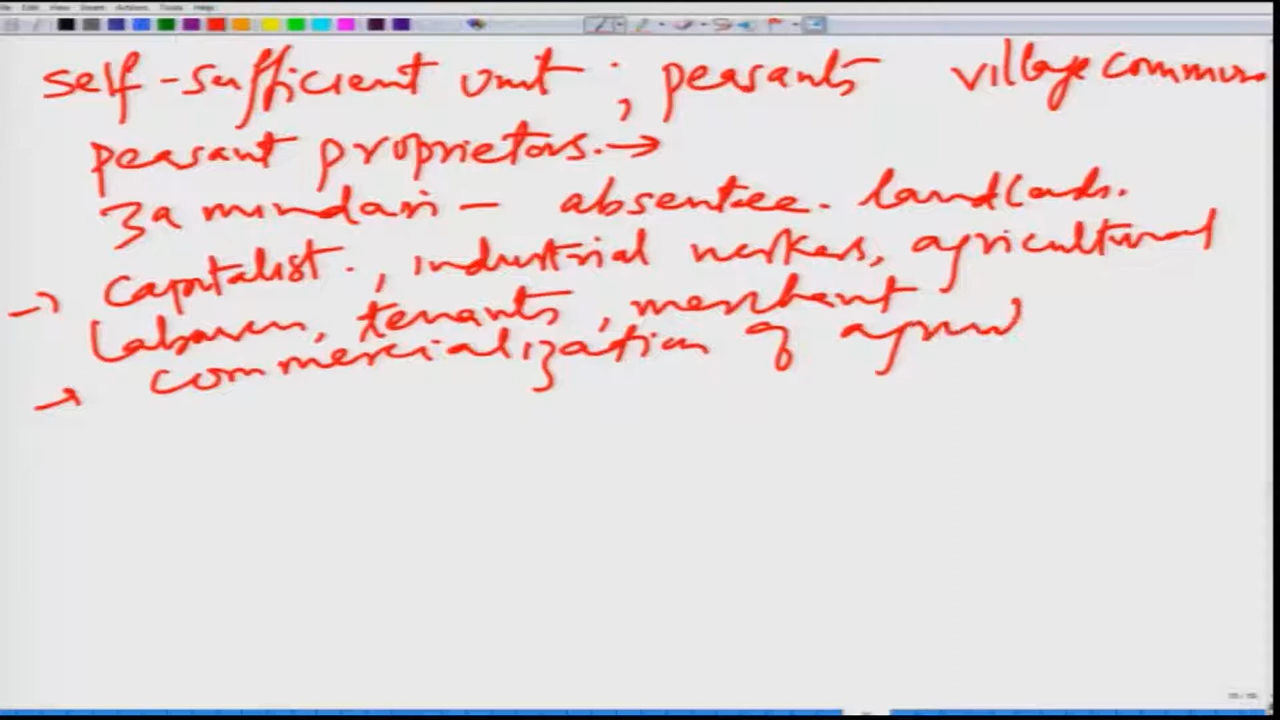 self-sufficient unit ; peasants village commun
peasant proprietors. →
zamindari - absentee. landlords.
→ capitalist. , industrial workers, agricultural
labourers, tenants, merchant
→ commercialization of